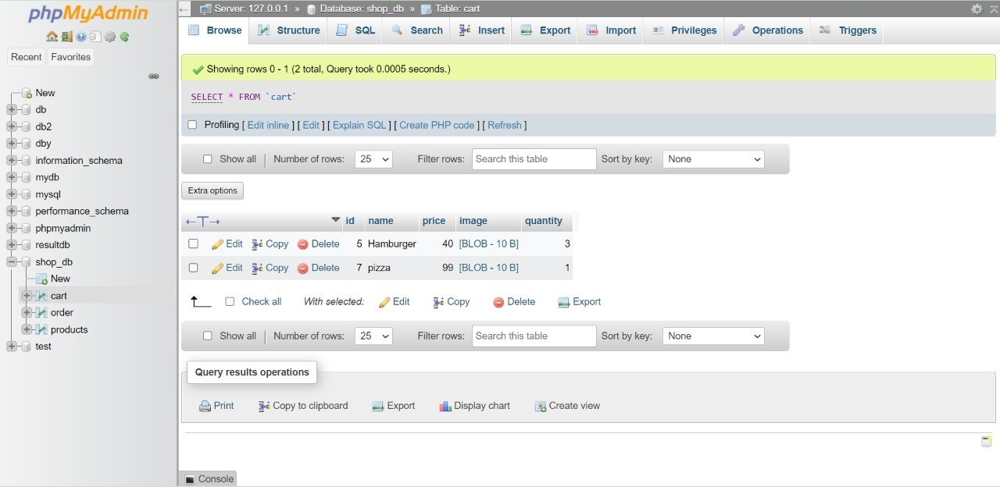 phpMyAdmin
Recent Favorites
New
db
db2
dby
information_schema
mydb
mysql
performance_schema
phpmyadmin
resultdb
shop_db
New
cart
order
products
test
Server: 127.0.0.1 » Database: shop_db » Table: cart
Browse Structure SQL Search Insert Export Import Privileges Operations Triggers
Showing rows 0 - 1 (2 total, Query took 0.0005 seconds.)
SELECT * FROM `cart`
Profiling [ Edit inline ] [ Edit ] [ Explain SQL ] [ Create PHP code ] [ Refresh ]
Show all Number of rows: 25 Filter rows: Search this table Sort by key: None
Extra options
id name price image quantity
Edit Copy Delete 5 Hamburger 40 [BLOB - 10 B] 3
Edit Copy Delete 7 pizza 99 [BLOB - 10 B] 1
Check all With selected: Edit Copy Delete Export
Show all Number of rows: 25 Filter rows: Search this table Sort by key: None
Query results operations
Print Copy to clipboard Export Display chart Create view
Console